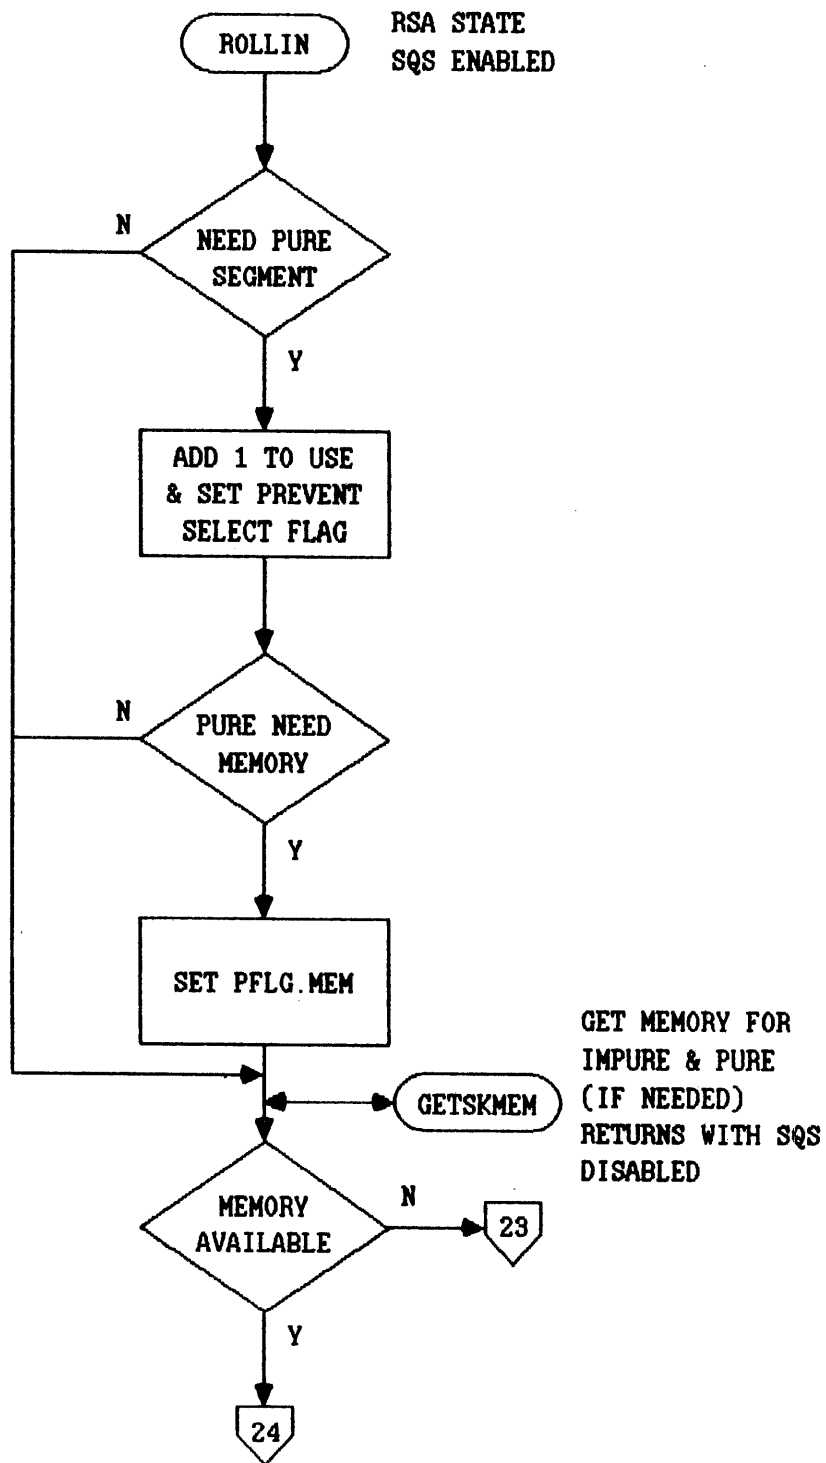 ROLLIN
RSA STATE
SQS ENABLED
N
NEED PURE
SEGMENT
Y
ADD 1 TO USE
& SET PREVENT
SELECT FLAG
N
PURE NEED
MEMORY
Y
SET PFLG.MEM
GETSKMEM
GET MEMORY FOR
IMPURE & PURE
(IF NEEDED)
RETURNS WITH SQS
DISABLED
MEMORY
AVAILABLE
N
23
Y
24